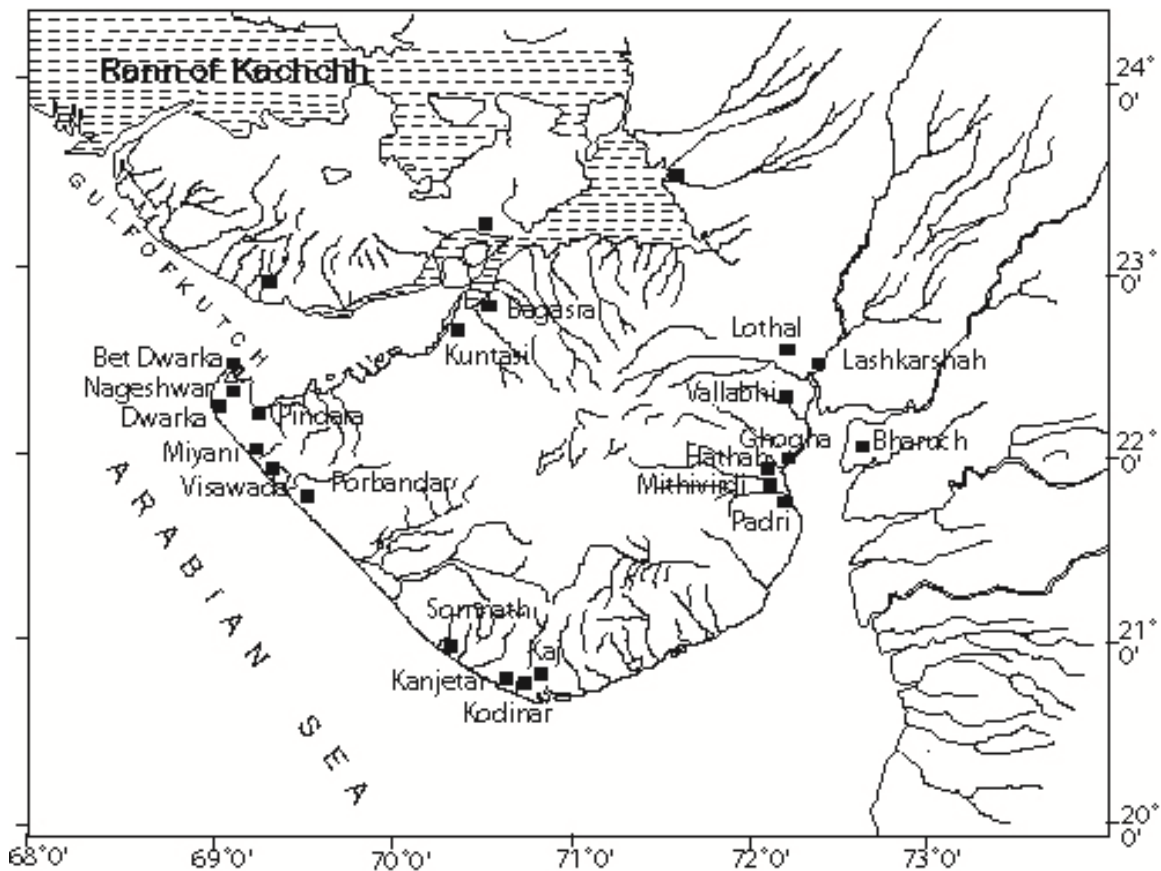 Rann of Kachchh
24°
0'
GULF OF KUTCH
23°
0'
Bagasra
Kuntasi
Lothal
Bet Dwarka
Lashkarshah
Nageshwar
Vallabhi
Dwarka
Pindara
Ghogha
Bharuch
22°
0'
Miyani
Hathab
Visawada
Porbandar
Mithivirdi
Padri
ARABIAN SEA
Somnath
21°
0'
Kaj
Kanjetar
Kodinar
20°
0'
68°0'
69°0'
70°0'
71°0'
72°0'
73°0'